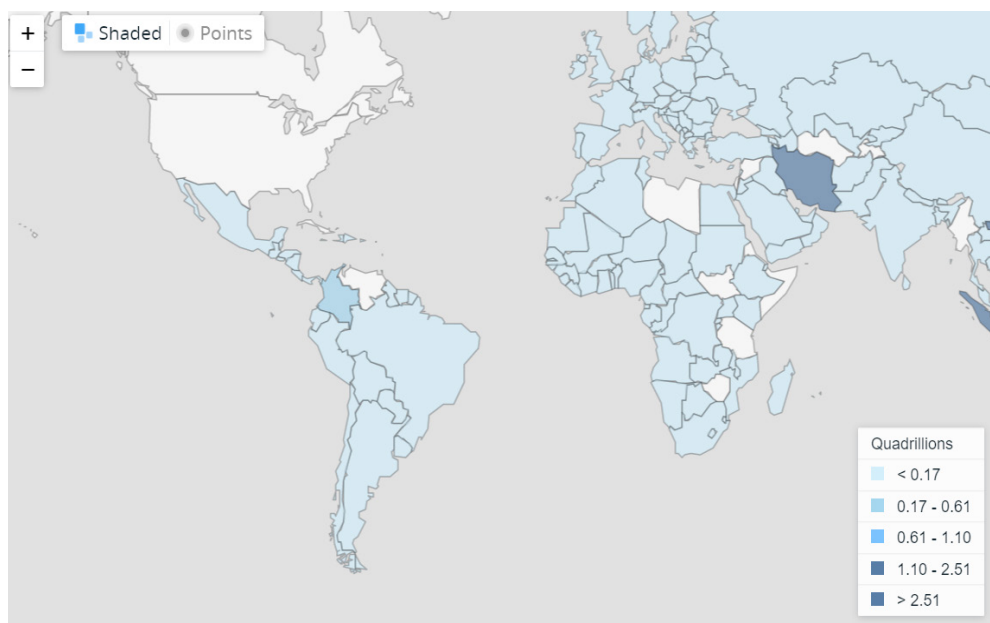 +
Shaded
Points
−
Quadrillions
< 0.17
0.17 - 0.61
0.61 - 1.10
1.10 - 2.51
> 2.51